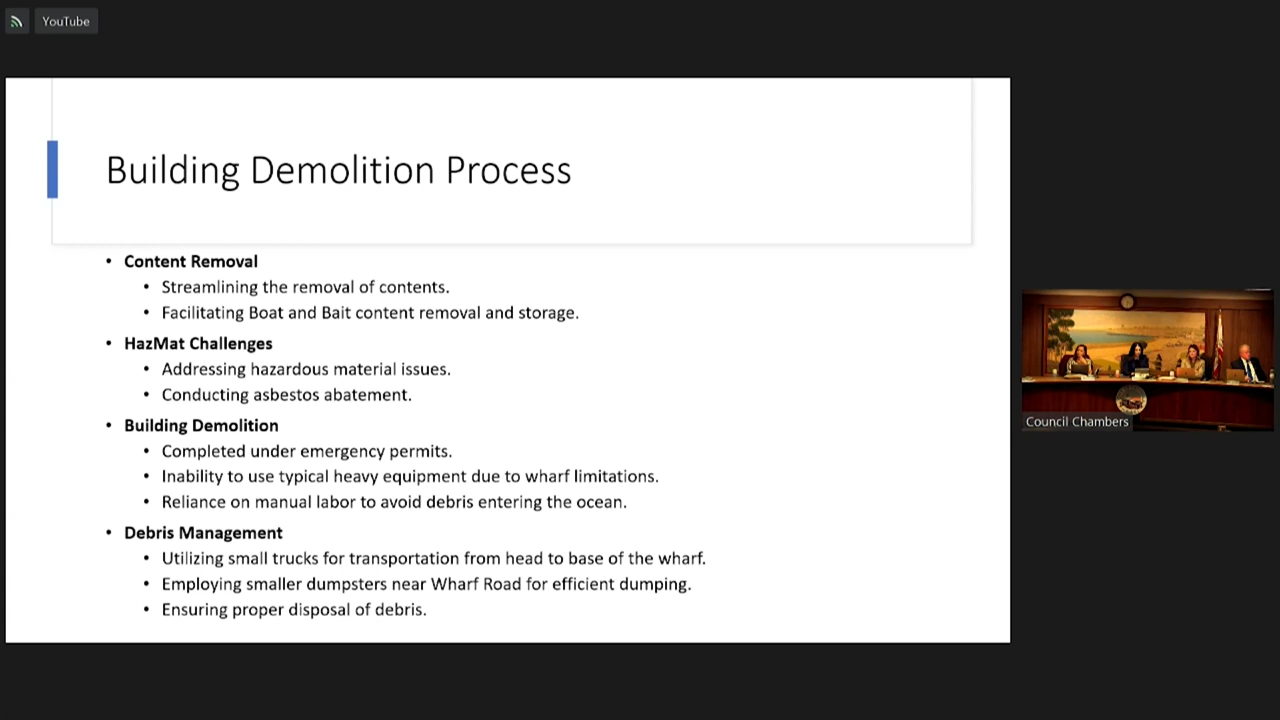 YouTube
Building Demolition Process
• Content Removal
• Streamlining the removal of contents.
• Facilitating Boat and Bait content removal and storage.
• HazMat Challenges
• Addressing hazardous material issues.
• Conducting asbestos abatement.
• Building Demolition
• Completed under emergency permits.
• Inability to use typical heavy equipment due to wharf limitations.
• Reliance on manual labor to avoid debris entering the ocean.
• Debris Management
• Utilizing small trucks for transportation from head to base of the wharf.
• Employing smaller dumpsters near Wharf Road for efficient dumping.
• Ensuring proper disposal of debris.
Council Chambers